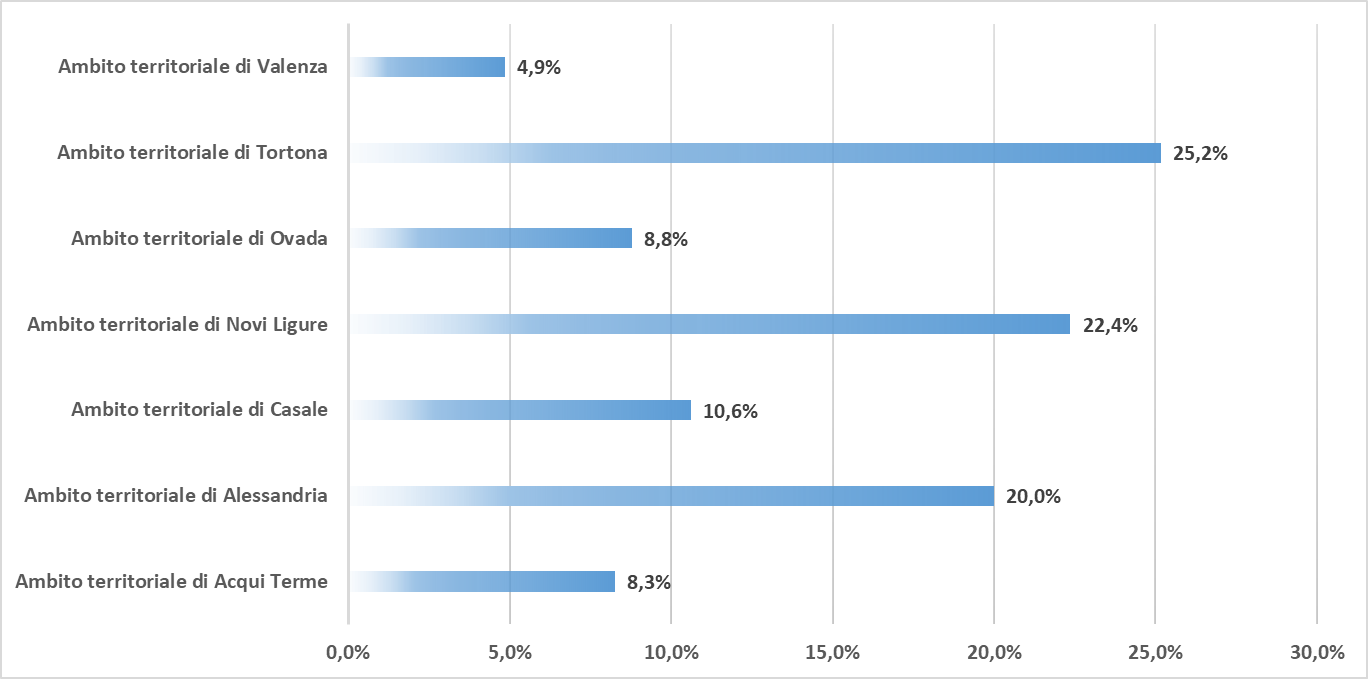 Ambito territoriale di Valenza 4,9%
Ambito territoriale di Tortona 25,2%
Ambito territoriale di Ovada 8,8%
Ambito territoriale di Novi Ligure 22,4%
Ambito territoriale di Casale 10,6%
Ambito territoriale di Alessandria 20,0%
Ambito territoriale di Acqui Terme 8,3%
0,0% 5,0% 10,0% 15,0% 20,0% 25,0% 30,0%